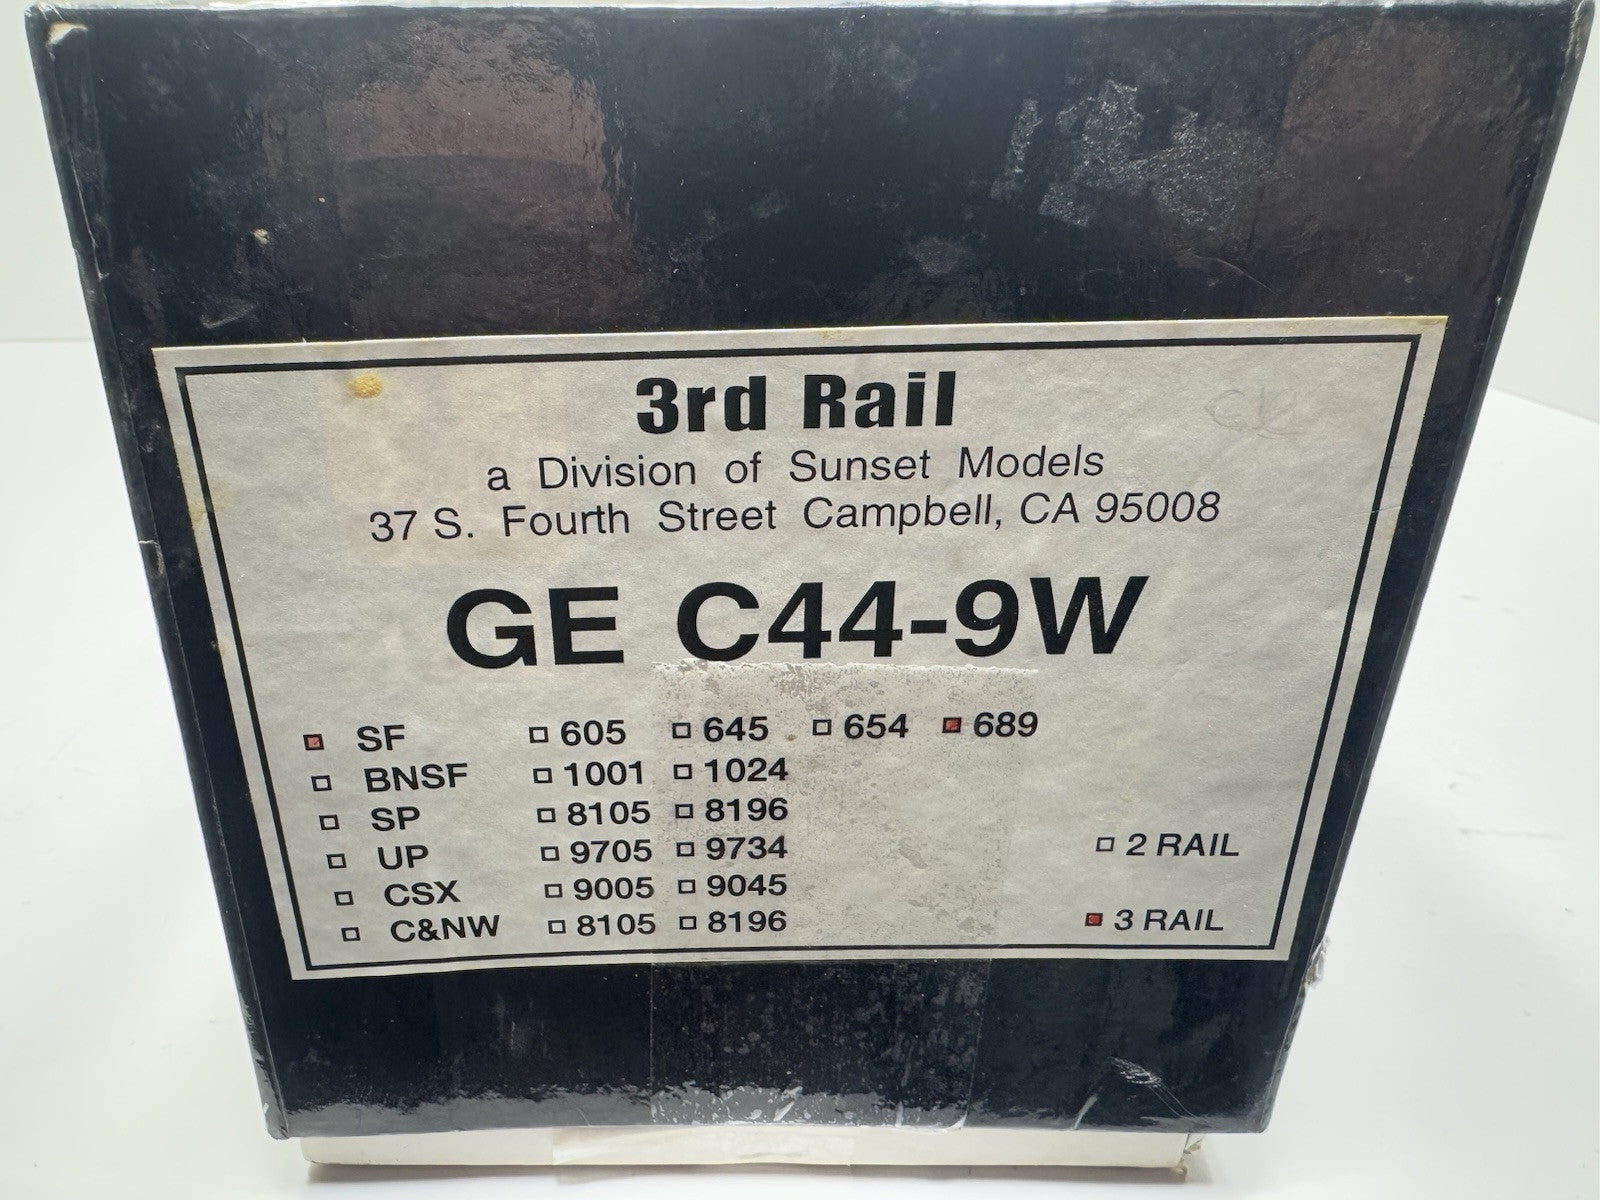 3rd Rail
a Division of Sunset Models
37 S. Fourth Street Campbell, CA 95008
GE C44-9W
SF 605 645 654 689
BNSF 1001 1024
SP 8105 8196
UP 9705 9734 2 RAIL
CSX 9005 9045
C&NW 8105 8196 3 RAIL